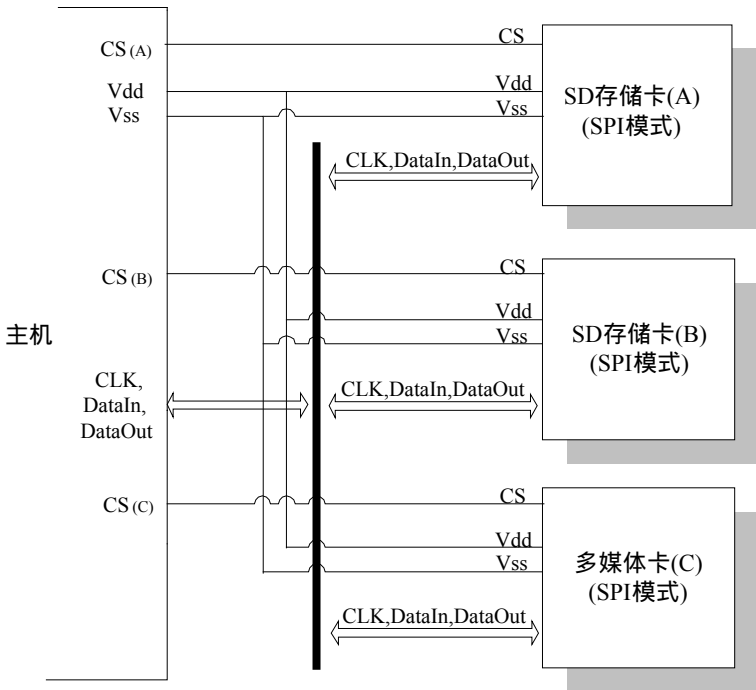 CS (A)
CS
Vdd
Vdd
Vss
Vss
SD存储卡(A)
(SPI模式)
CLK,DataIn,DataOut
CS (B)
CS
Vdd
Vss
SD存储卡(B)
(SPI模式)
主机
CLK,
DataIn,
DataOut
CLK,DataIn,DataOut
CS (C)
CS
Vdd
Vss
多媒体卡(C)
(SPI模式)
CLK,DataIn,DataOut